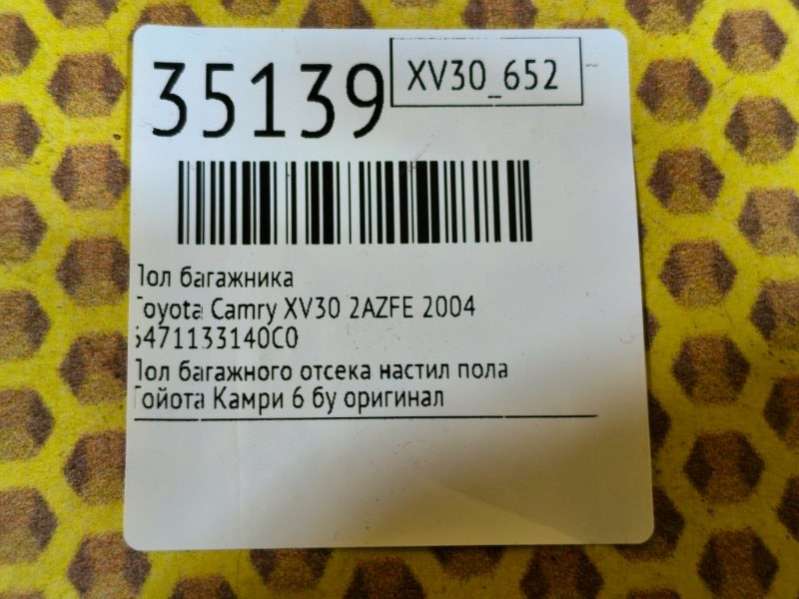 35139
XV30_652
Пол багажника
Toyota Camry XV30 2AZFE 2004
6471133140C0
Пол багажного отсека настил пола
Тойота Камри 6 бу оригинал